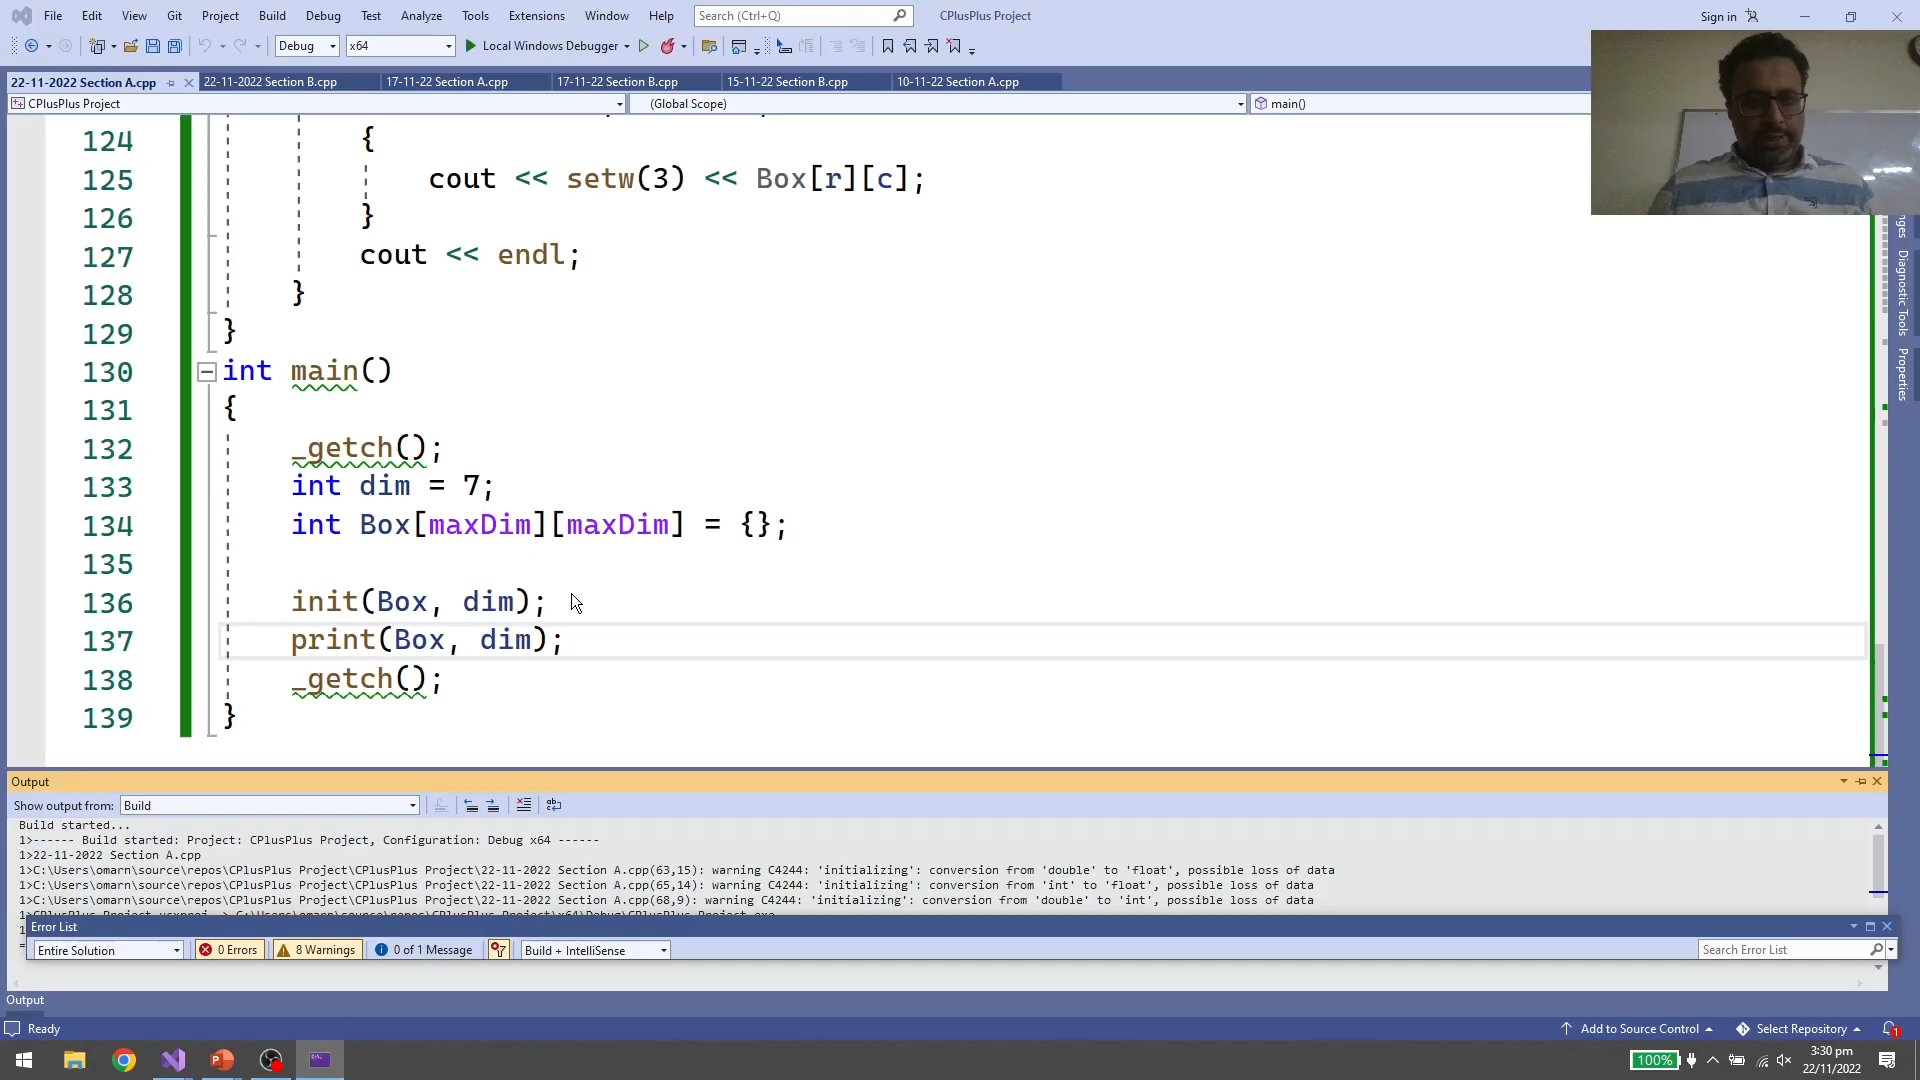 File Edit View Git Project Build Debug Test Analyze Tools Extensions Window Help Search (Ctrl+Q) CPlusPlus Project Sign in
Debug x64 Local Windows Debugger
22-11-2022 Section A.cpp 22-11-2022 Section B.cpp 17-11-22 Section A.cpp 17-11-22 Section B.cpp 15-11-22 Section B.cpp 10-11-22 Section A.cpp
CPlusPlus Project (Global Scope) main()
124 {
125 cout << setw(3) << Box[r][c];
126 }
127 cout << endl;
128 }
129 }
130 int main()
131 {
132 _getch();
133 int dim = 7;
134 int Box[maxDim][maxDim] = {};
135
136 init(Box, dim);
137 print(Box, dim);
138 _getch();
139 }
Diagnostic Tools
Properties
Output
Show output from: Build
Build started...
1>------ Build started: Project: CPlusPlus Project, Configuration: Debug x64 ------
1>22-11-2022 Section A.cpp
1>C:\Users\omarn\source\repos\CPlusPlus Project\CPlusPlus Project\22-11-2022 Section A.cpp(63,15): warning C4244: 'initializing': conversion from 'double' to 'float', possible loss of data
1>C:\Users\omarn\source\repos\CPlusPlus Project\CPlusPlus Project\22-11-2022 Section A.cpp(65,14): warning C4244: 'initializing': conversion from 'int' to 'float', possible loss of data
1>C:\Users\omarn\source\repos\CPlusPlus Project\CPlusPlus Project\22-11-2022 Section A.cpp(68,9): warning C4244: 'initializing': conversion from 'double' to 'int', possible loss of data
Error List
Entire Solution 0 Errors 8 Warnings 0 of 1 Message Build + IntelliSense Search Error List
Output
Ready Add to Source Control Select Repository 1
100% 3:30 pm
22/11/2022